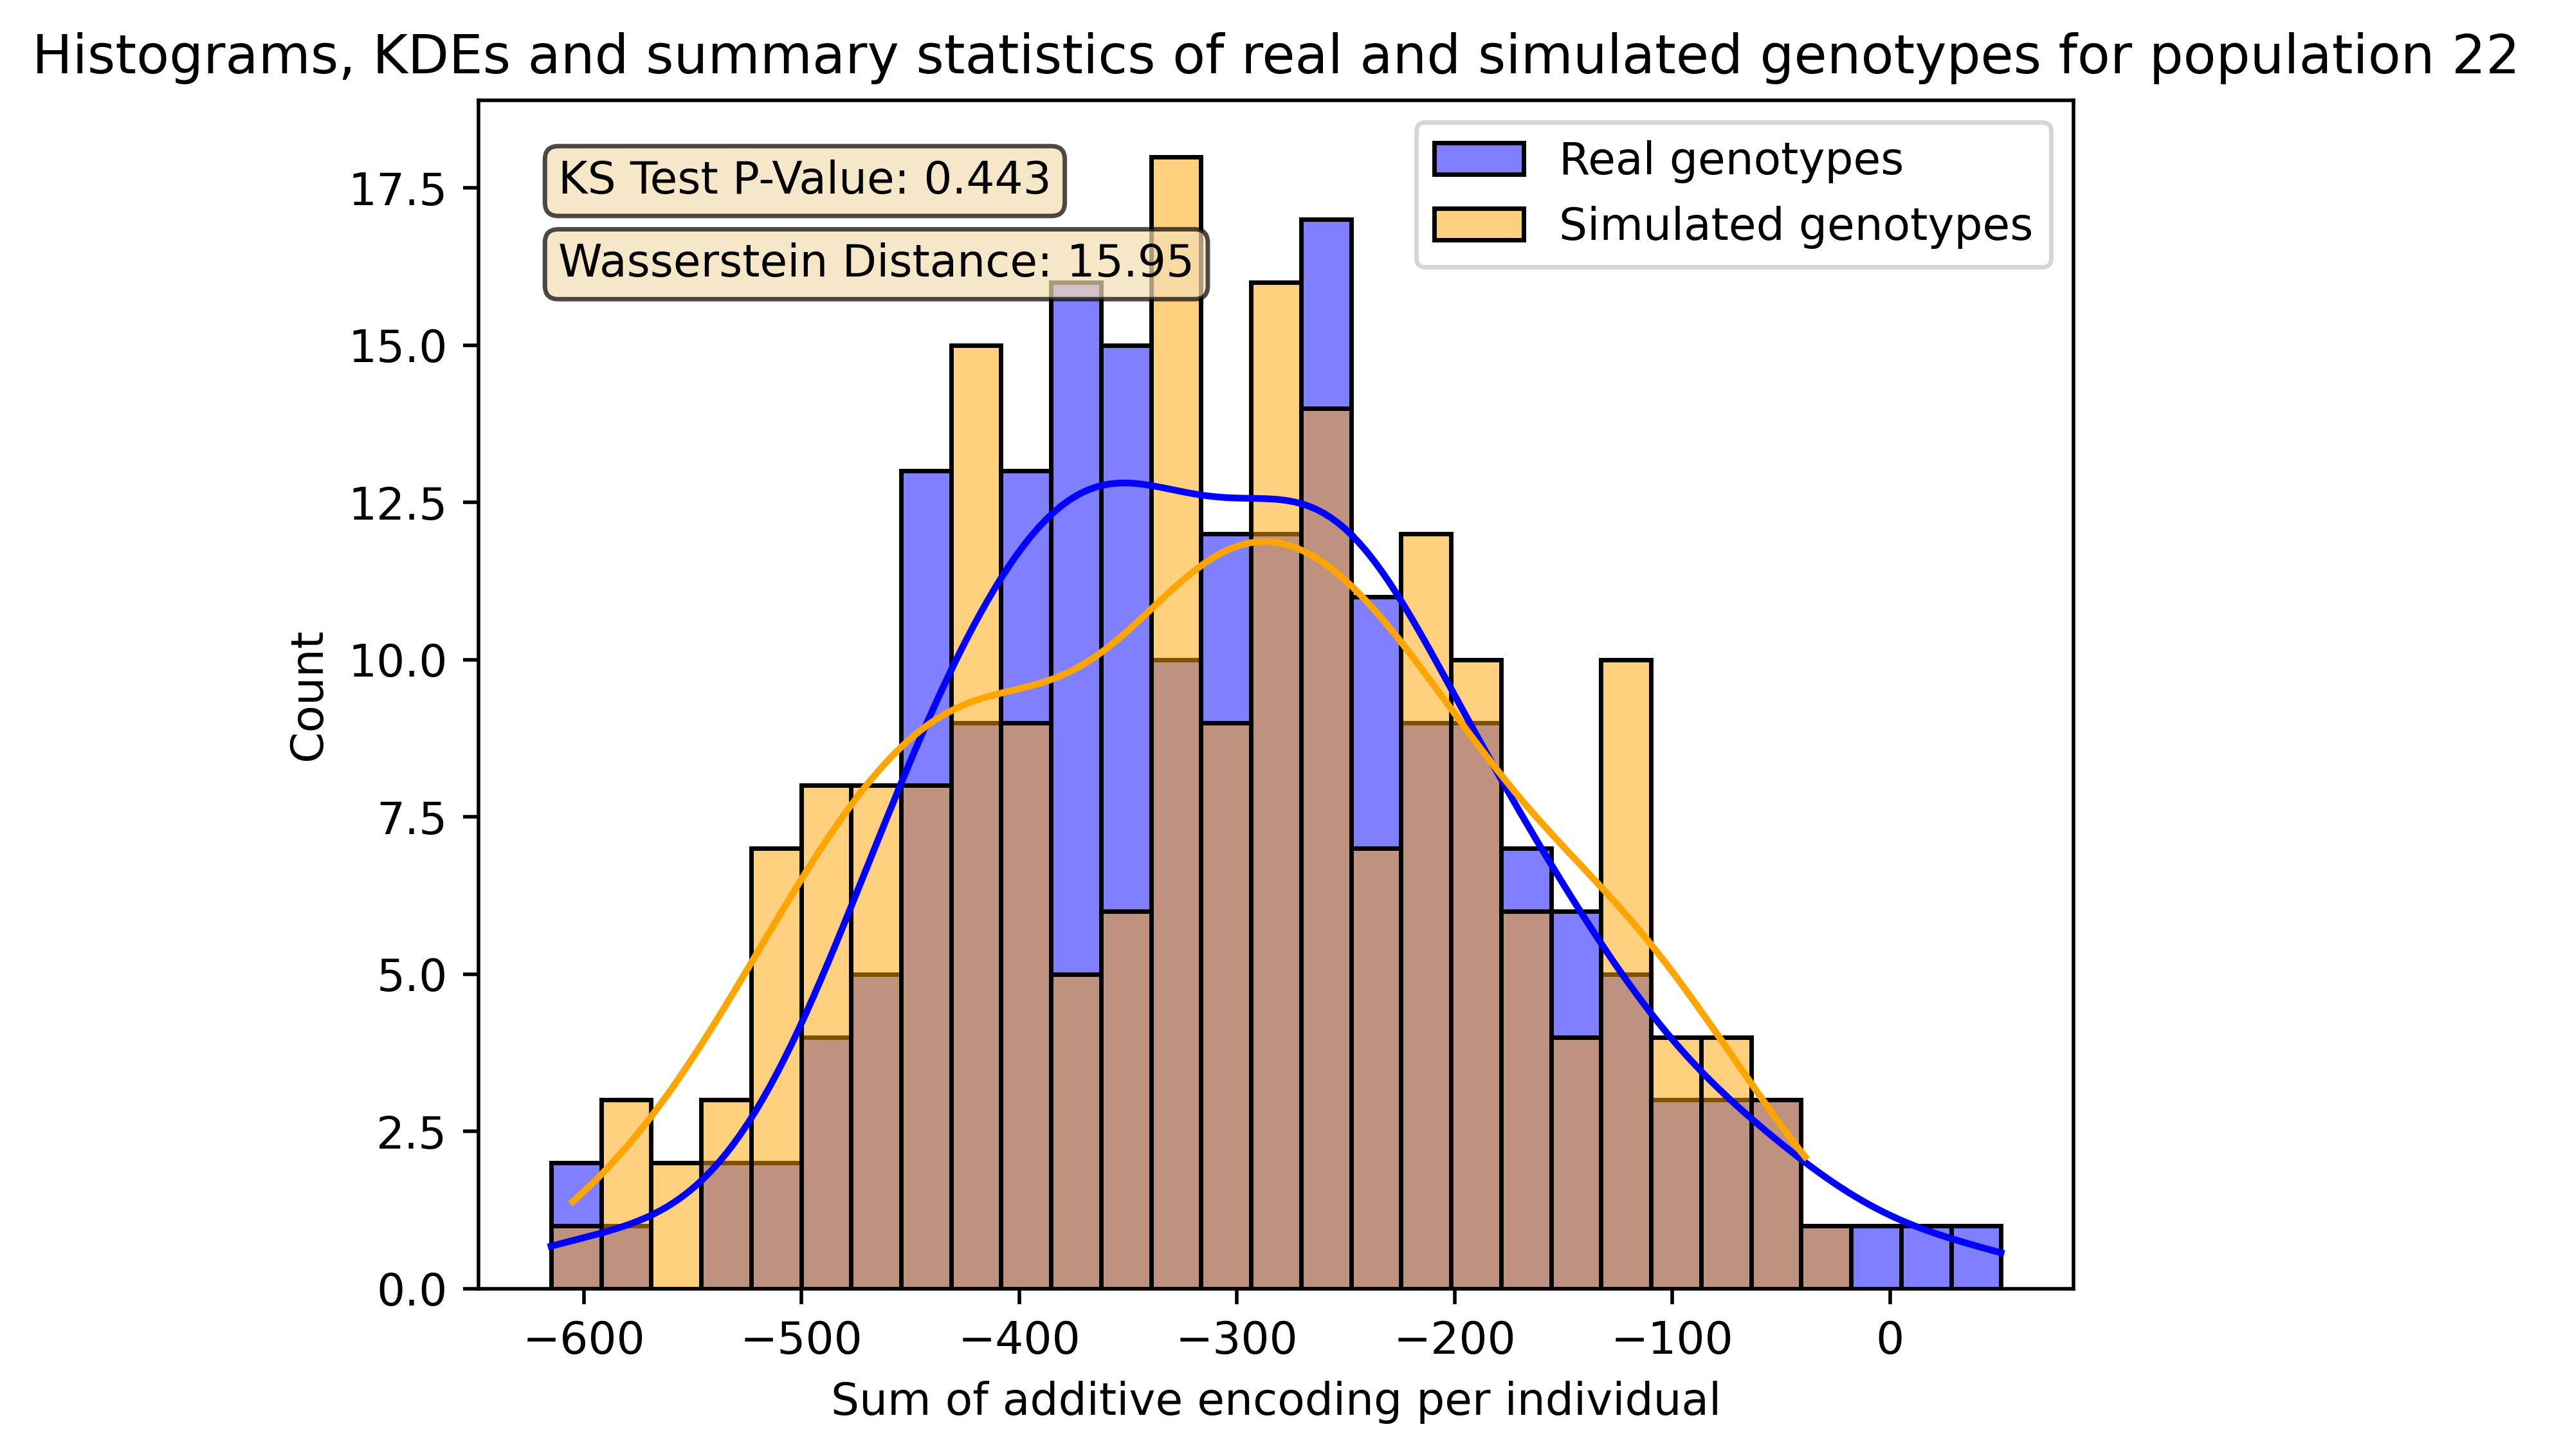 Histograms, KDEs and summary statistics of real and simulated genotypes for population 22
KS Test P-Value: 0.443
Wasserstein Distance: 15.95
Real genotypes
Simulated genotypes
17.5
15.0
12.5
10.0
7.5
5.0
2.5
0.0
Count
−600 −500 −400 −300 −200 −100 0
Sum of additive encoding per individual